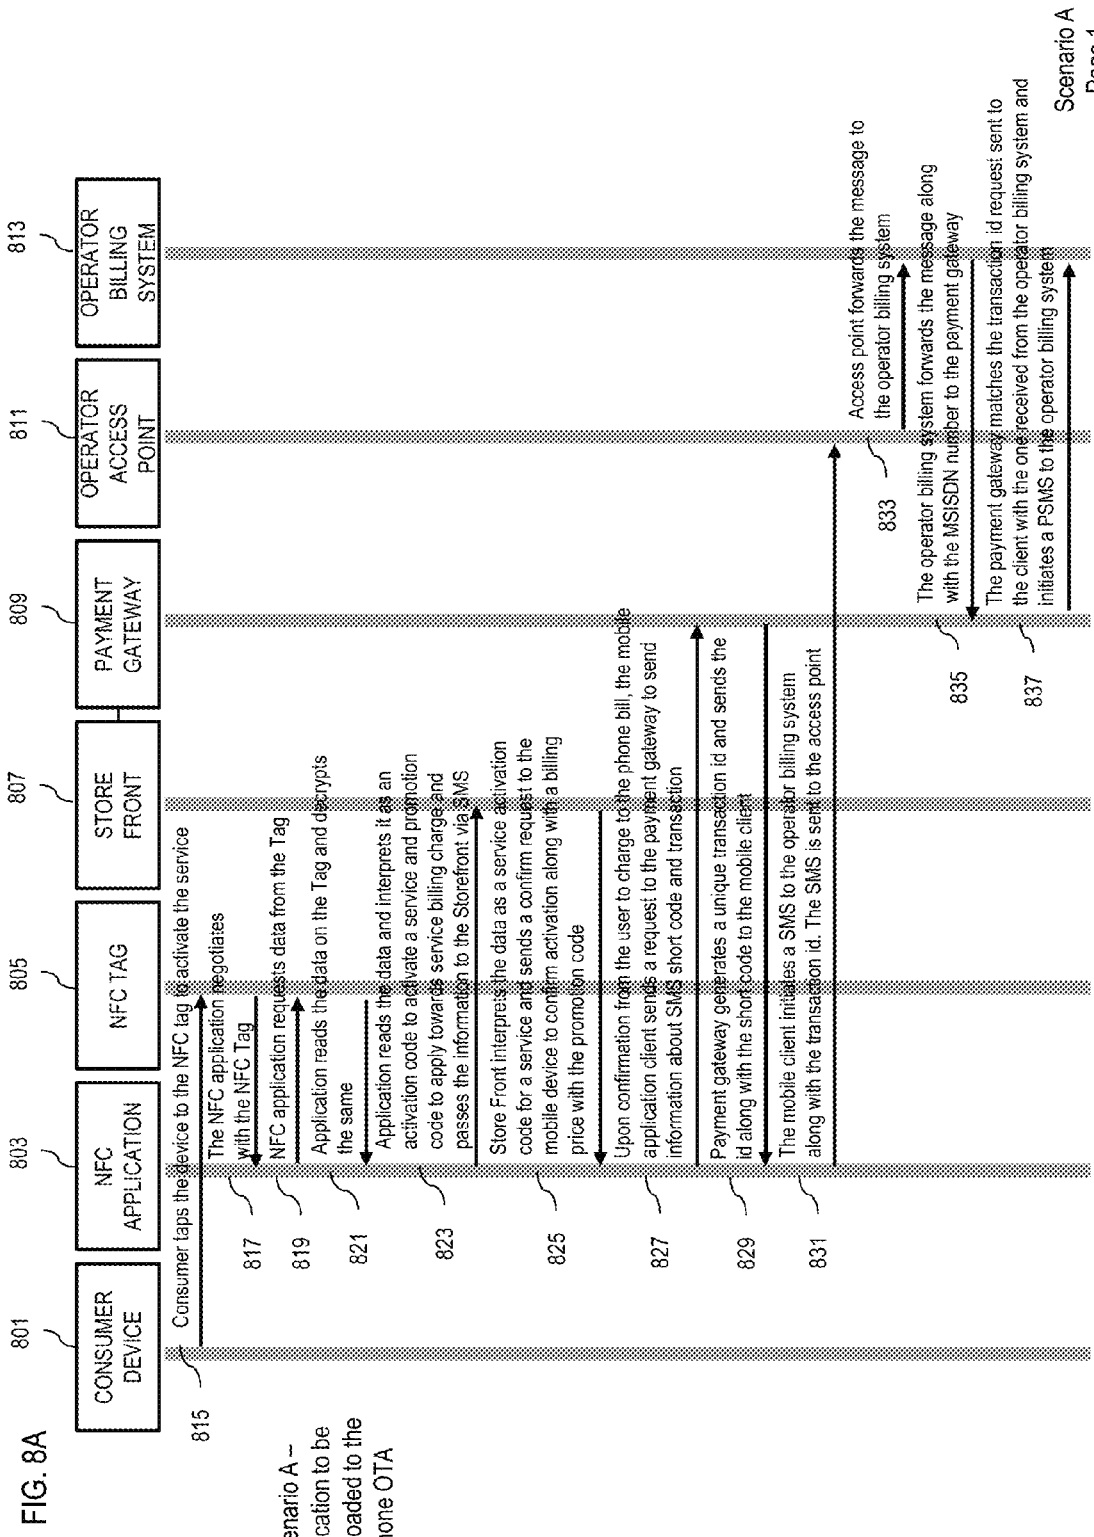 FIG. 8A
801
803
805
807
809
811
813
CONSUMER
DEVICE
NFC
APPLICATION
NFC TAG
STORE
FRONT
PAYMENT
GATEWAY
OPERATOR
ACCESS
POINT
OPERATOR
BILLING
SYSTEM
enario A –
cation to be
oaded to the
one OTA
815
Consumer taps the device to the NFC tag to activate the service
817
The NFC application negotiates
with the NFC Tag
819
NFC application requests data from the Tag
821
Application reads the data on the Tag and decrypts
the same
823
Application reads the data and interprets it as an
activation code to activate a service and promotion
code to apply towards service billing charge and
passes the information to the Storefront via SMS
825
Store Front interprets the data as a service activation
code for a service and sends a confirm request to the
mobile device to confirm activation along with a billing
price with the promotion code
827
Upon confirmation from the user to charge to the phone bill, the mobile
application client sends a request to the payment gateway to send
information about SMS short code and transaction
829
Payment gateway generates a unique transaction id and sends the
id along with the short code to the mobile client
831
The mobile client initiates a SMS to the operator billing system
along with the transaction id. The SMS is sent to the access point
833
Access point forwards the message to
the operator billing system
835
The operator billing system forwards the message along
with the MSISDN number to the payment gateway
837
The payment gateway matches the transaction id request sent to
the client with the one received from the operator billing system and
initiates a PSMS to the operator billing system
Scenario A